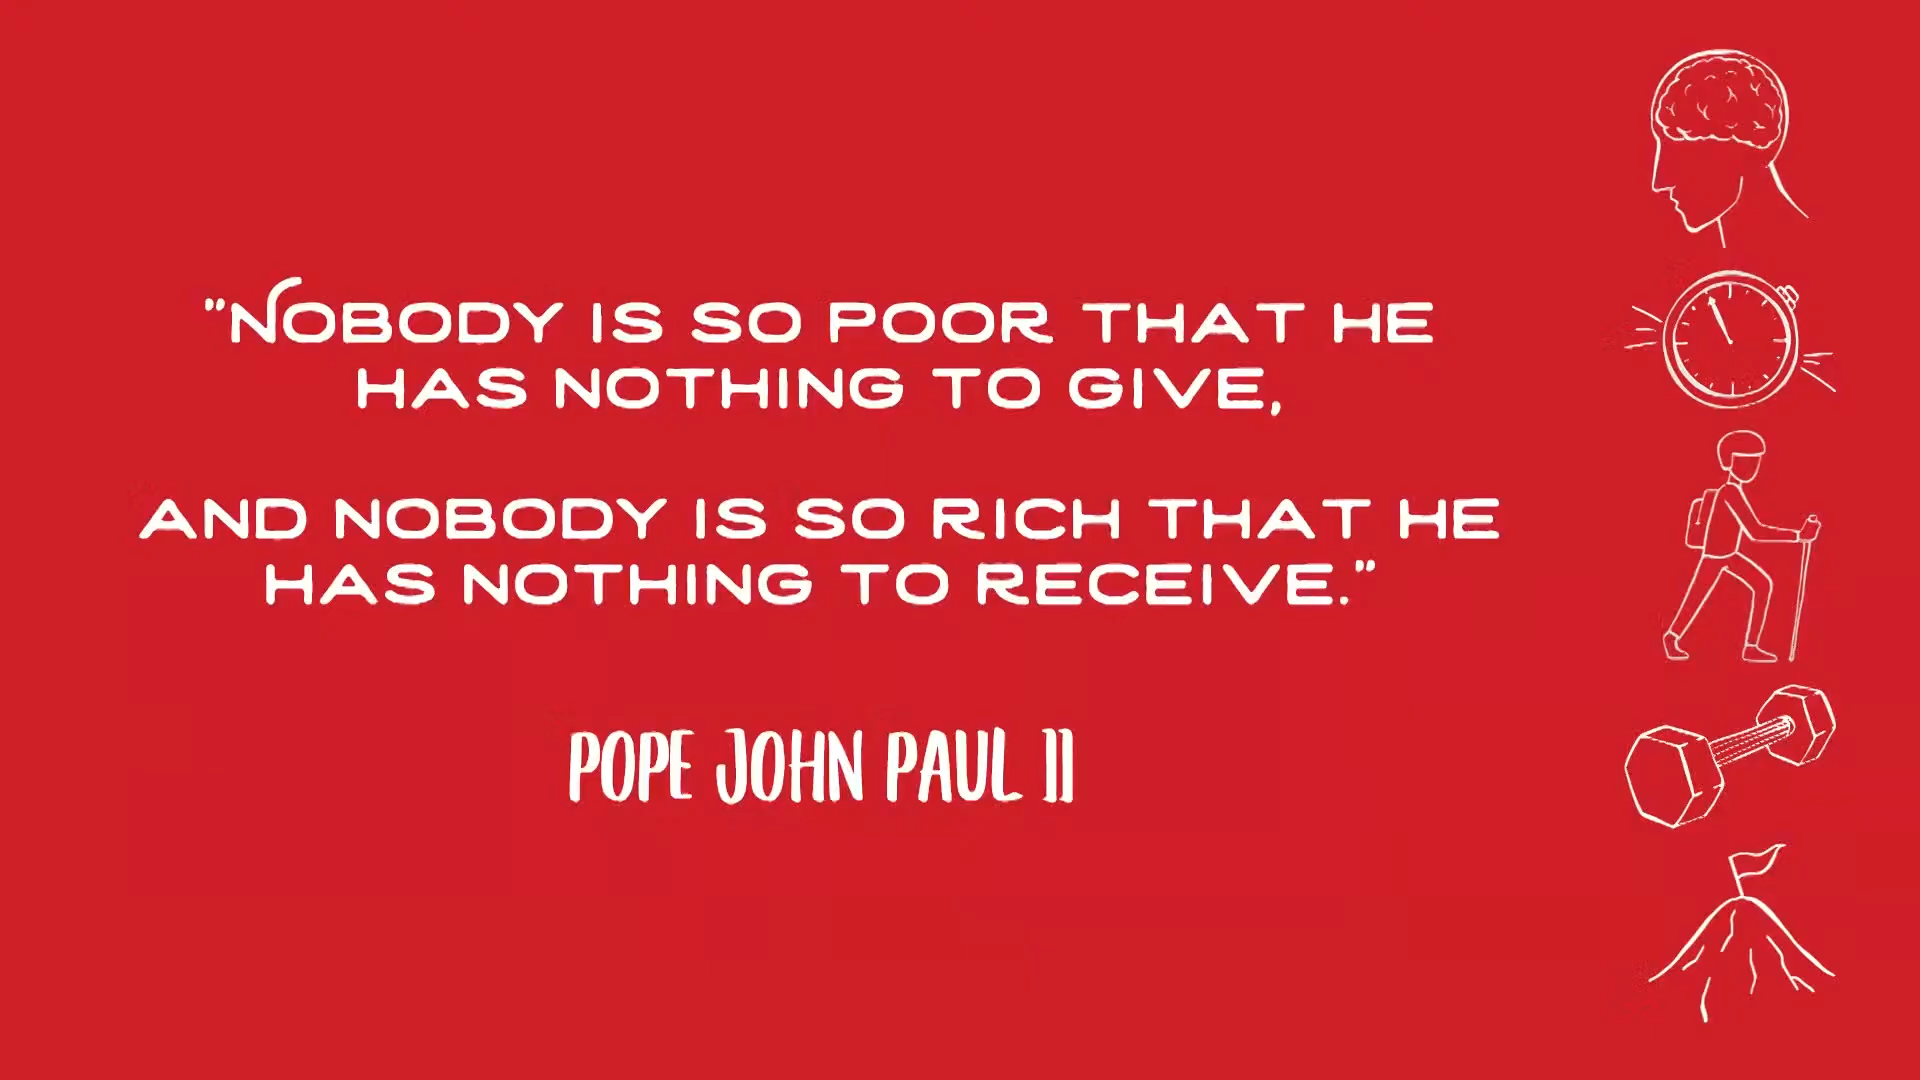 "NOBODY IS SO POOR THAT HE
HAS NOTHING TO GIVE,
AND NOBODY IS SO RICH THAT HE
HAS NOTHING TO RECEIVE."
POPE JOHN PAUL II